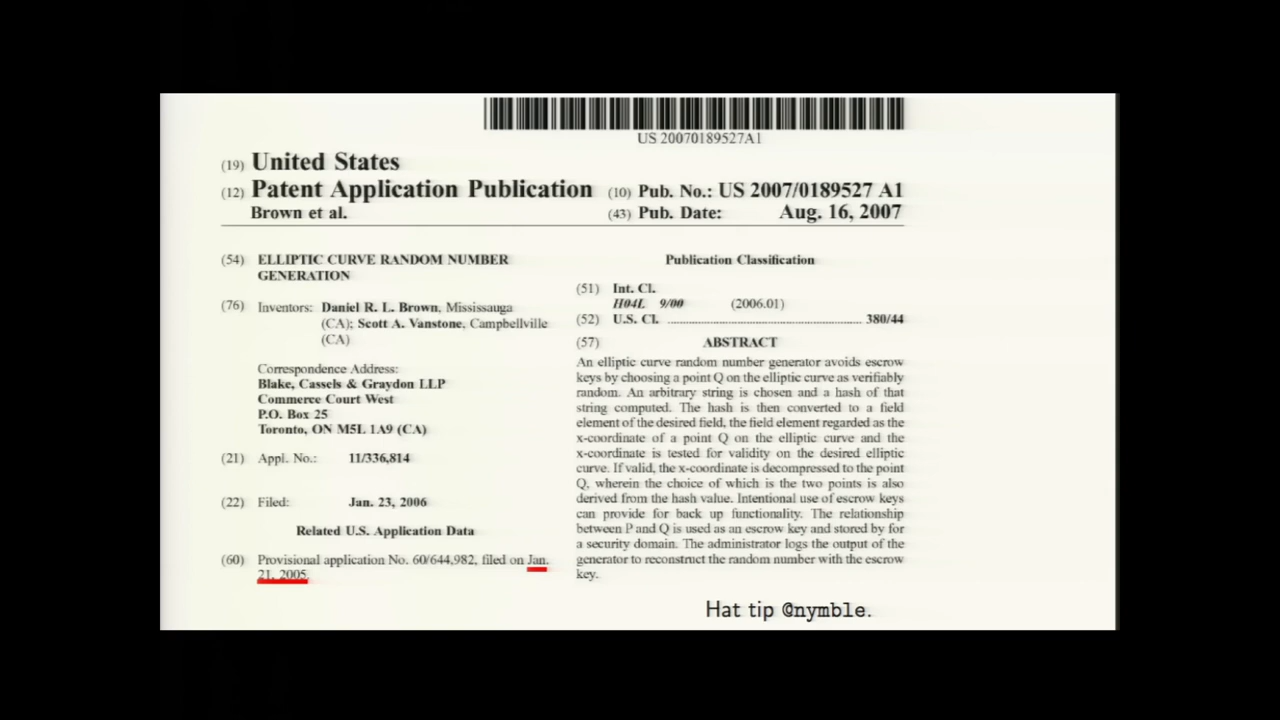 US 20070189527A1
(19) United States
(12) Patent Application Publication
Brown et al.
(10) Pub. No.: US 2007/0189527 A1
(43) Pub. Date: Aug. 16, 2007
(54) ELLIPTIC CURVE RANDOM NUMBER
GENERATION
(76) Inventors: Daniel R. L. Brown, Mississauga
(CA); Scott A. Vanstone, Campbellville
(CA)
Correspondence Address:
Blake, Cassels & Graydon LLP
Commerce Court West
P.O. Box 25
Toronto, ON M5L 1A9 (CA)
(21) Appl. No.: 11/336,814
(22) Filed: Jan. 23, 2006
Related U.S. Application Data
(60) Provisional application No. 60/644,982, filed on Jan.
21, 2005.
Publication Classification
(51) Int. Cl.
H04L 9/00 (2006.01)
(52) U.S. Cl. .......................................................... 380/44
(57) ABSTRACT
An elliptic curve random number generator avoids escrow
keys by choosing a point Q on the elliptic curve as verifiably
random. An arbitrary string is chosen and a hash of that
string computed. The hash is then converted to a field
element of the desired field, the field element regarded as the
x-coordinate of a point Q on the elliptic curve and the
x-coordinate is tested for validity on the desired elliptic
curve. If valid, the x-coordinate is decompressed to the point
Q, wherein the choice of which is the two points is also
derived from the hash value. Intentional use of escrow keys
can provide for back up functionality. The relationship
between P and Q is used as an escrow key and stored by for
a security domain. The administrator logs the output of the
generator to reconstruct the random number with the escrow
key.
Hat tip @nymble.